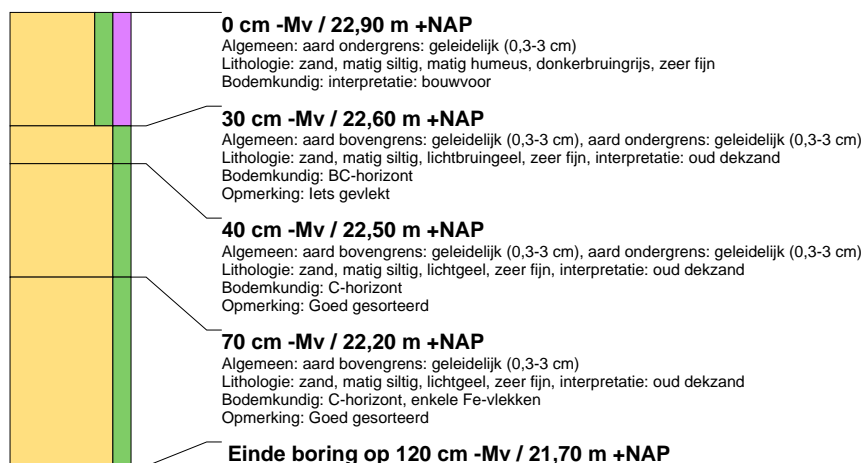 0 cm -Mv / 22,90 m +NAP
Algemeen: aard ondergrens: geleidelijk (0,3-3 cm)
Lithologie: zand, matig siltig, matig humeus, donkerbruingrijs, zeer fijn
Bodemkundig: interpretatie: bouwvoor
30 cm -Mv / 22,60 m +NAP
Algemeen: aard bovengrens: geleidelijk (0,3-3 cm), aard ondergrens: geleidelijk (0,3-3 cm)
Lithologie: zand, matig siltig, lichtbruingeel, zeer fijn, interpretatie: oud dekzand
Bodemkundig: BC-horizont
Opmerking: Iets gevlekt
40 cm -Mv / 22,50 m +NAP
Algemeen: aard bovengrens: geleidelijk (0,3-3 cm), aard ondergrens: geleidelijk (0,3-3 cm)
Lithologie: zand, matig siltig, lichtgeel, zeer fijn, interpretatie: oud dekzand
Bodemkundig: C-horizont
Opmerking: Goed gesorteerd
70 cm -Mv / 22,20 m +NAP
Algemeen: aard bovengrens: geleidelijk (0,3-3 cm)
Lithologie: zand, matig siltig, lichtgeel, zeer fijn, interpretatie: oud dekzand
Bodemkundig: C-horizont, enkele Fe-vlekken
Opmerking: Goed gesorteerd
Einde boring op 120 cm -Mv / 21,70 m +NAP